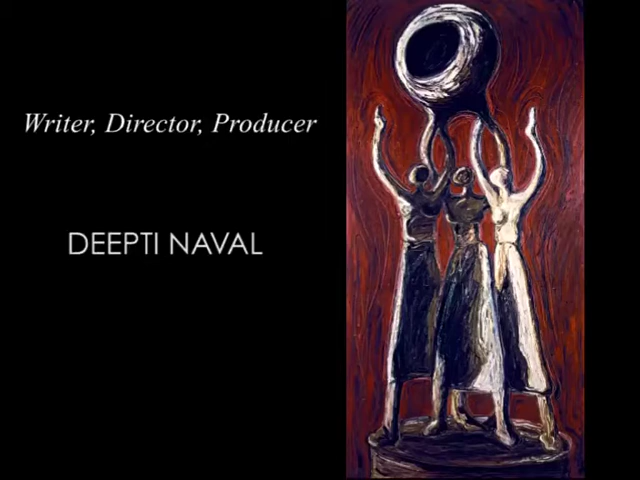 Writer, Director, Producer
DEEPTI NAVAL